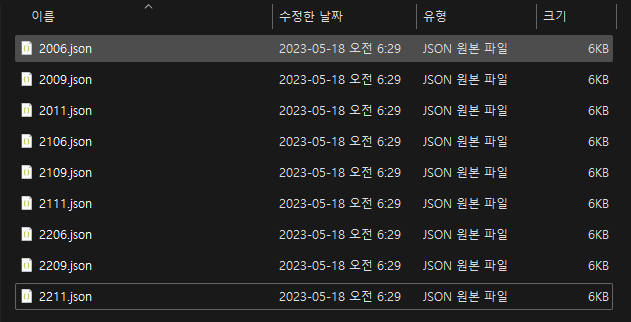 이름 수정한 날짜 유형 크기
2006.json 2023-05-18 오전 6:29 JSON 원본 파일 6KB
2009.json 2023-05-18 오전 6:29 JSON 원본 파일 6KB
2011.json 2023-05-18 오전 6:29 JSON 원본 파일 6KB
2106.json 2023-05-18 오전 6:29 JSON 원본 파일 6KB
2109.json 2023-05-18 오전 6:29 JSON 원본 파일 6KB
2111.json 2023-05-18 오전 6:29 JSON 원본 파일 6KB
2206.json 2023-05-18 오전 6:29 JSON 원본 파일 6KB
2209.json 2023-05-18 오전 6:29 JSON 원본 파일 6KB
2211.json 2023-05-18 오전 6:29 JSON 원본 파일 6KB